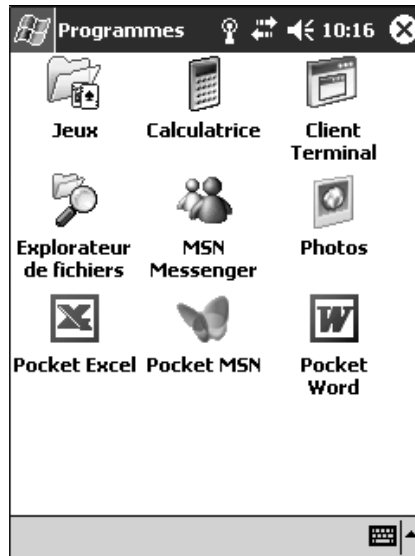 Programmes 10:16
Jeux
Calculatrice
Client
Terminal
Explorateur
de fichiers
MSN
Messenger
Photos
Pocket Excel
Pocket MSN
Pocket
Word